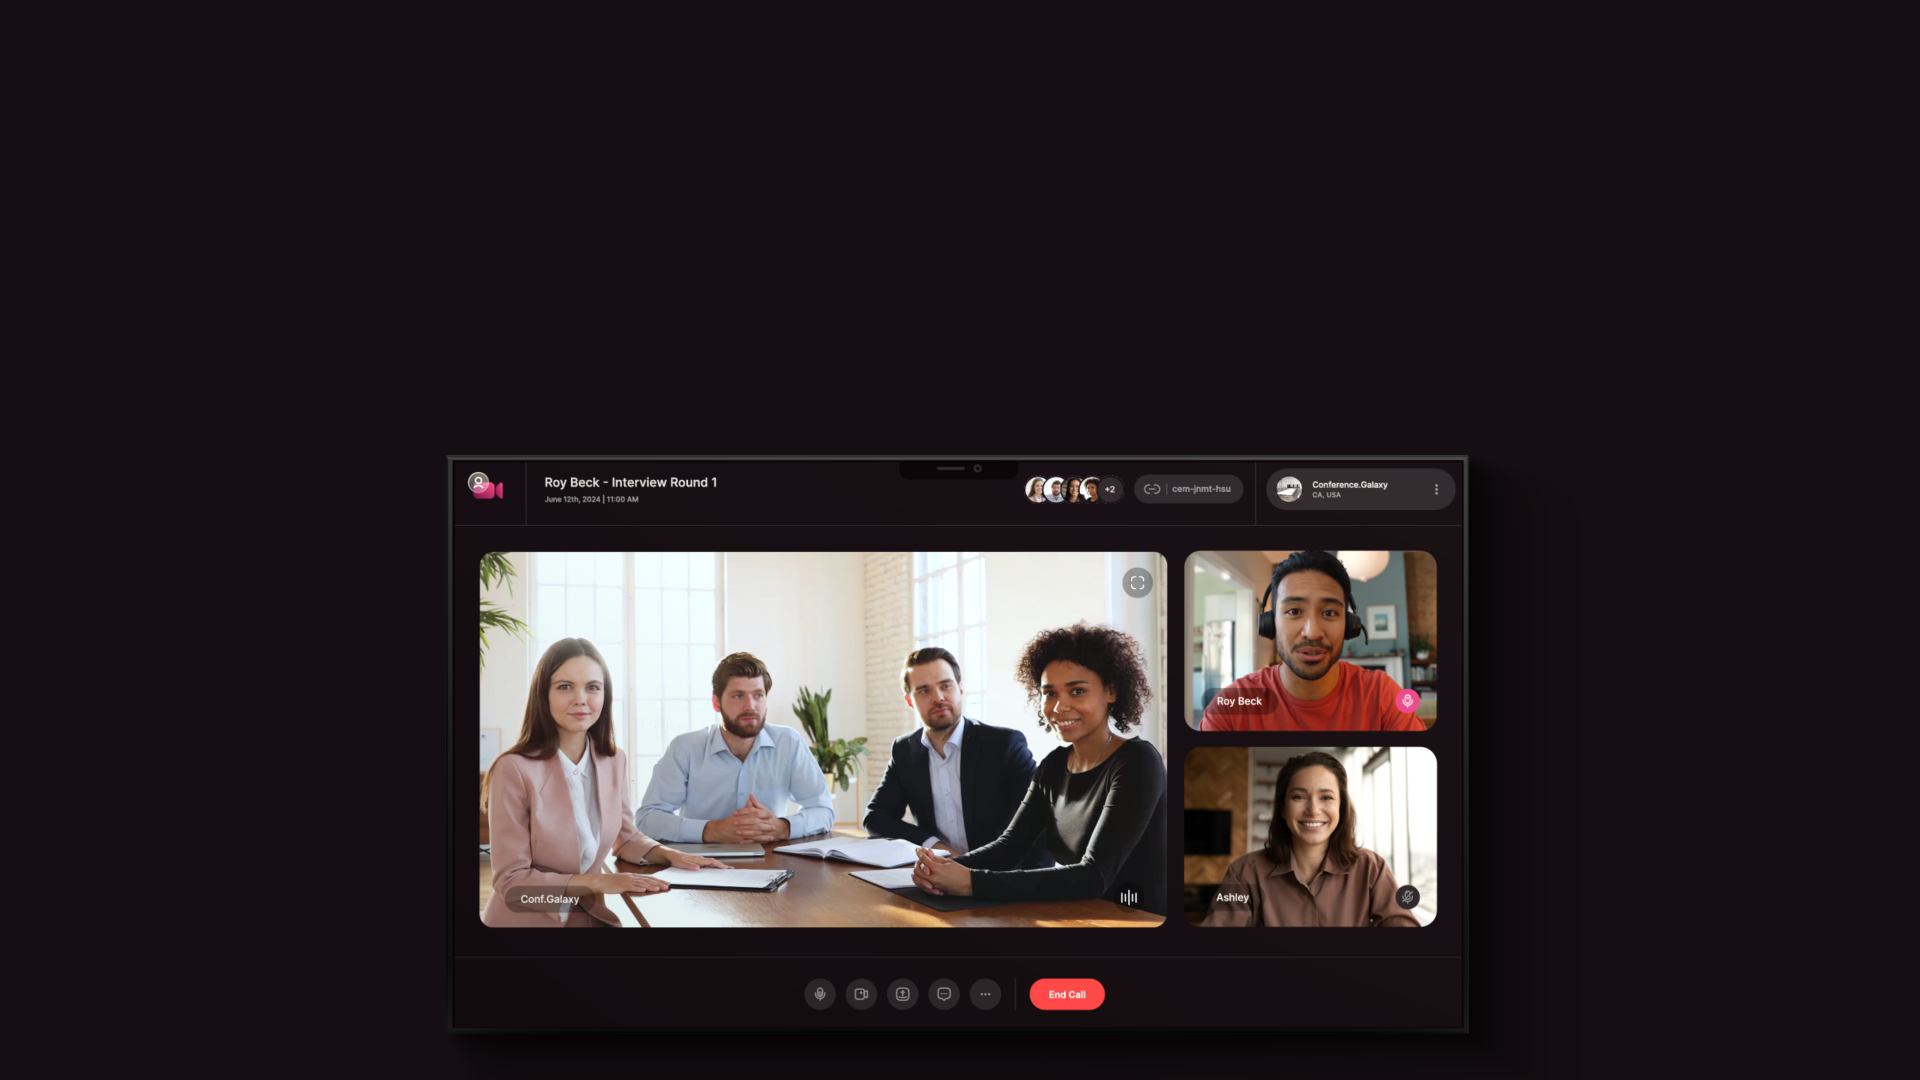 Roy Beck - Interview Round 1
June 12th, 2024 | 11:00 AM
+2
cem-jnmt-hsu
Conference.Galaxy
CA, USA
Roy Beck
Conf.Galaxy
Ashley
End Call